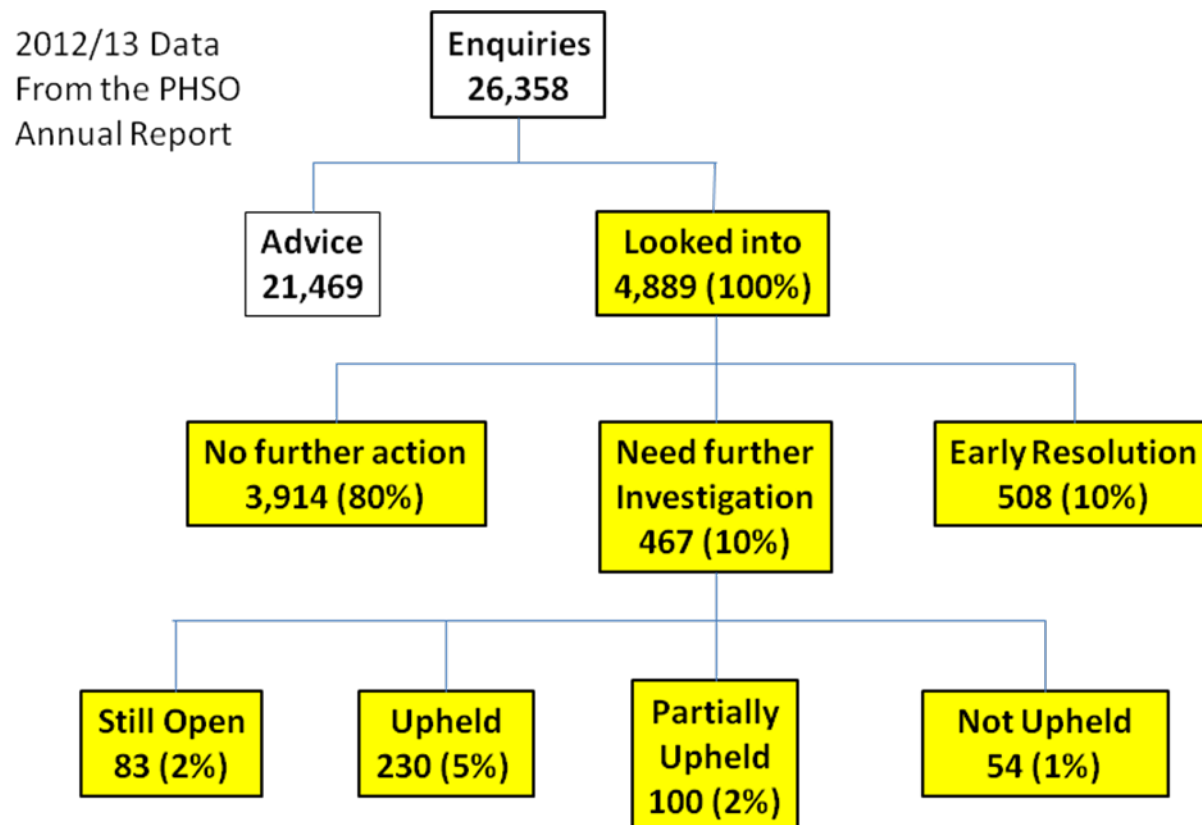 2012/13 Data
From the PHSO
Annual Report
Enquiries
26,358
Advice
21,469
Looked into
4,889 (100%)
No further action
3,914 (80%)
Need further
Investigation
467 (10%)
Early Resolution
508 (10%)
Still Open
83 (2%)
Upheld
230 (5%)
Partially
Upheld
100 (2%)
Not Upheld
54 (1%)